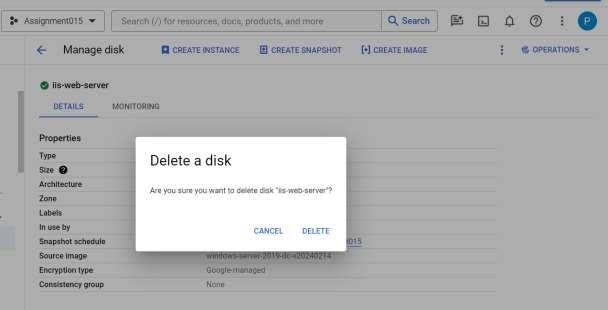 Assignment015
Search (/) for resources, docs, products, and more
Search
P
Manage disk
CREATE INSTANCE
CREATE SNAPSHOT
CREATE IMAGE
OPERATIONS
iis-web-server
DETAILS
MONITORING
Properties
Type
Size
Architecture
Zone
Labels
In use by
Snapshot schedule
015
Source image
windows-server-2019-dc-v20240214
Encryption type
Google-managed
Consistency group
None
Delete a disk
Are you sure you want to delete disk "iis-web-server"?
CANCEL
DELETE